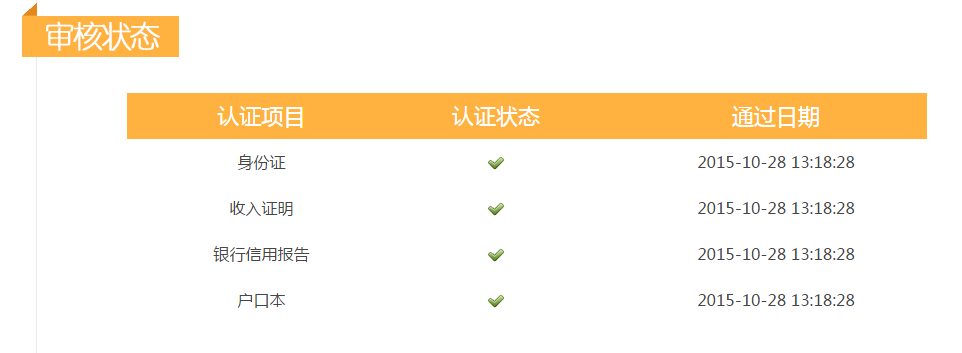 审核状态
认证项目 认证状态 通过日期
身份证 2015-10-28 13:18:28
收入证明 2015-10-28 13:18:28
银行信用报告 2015-10-28 13:18:28
户口本 2015-10-28 13:18:28